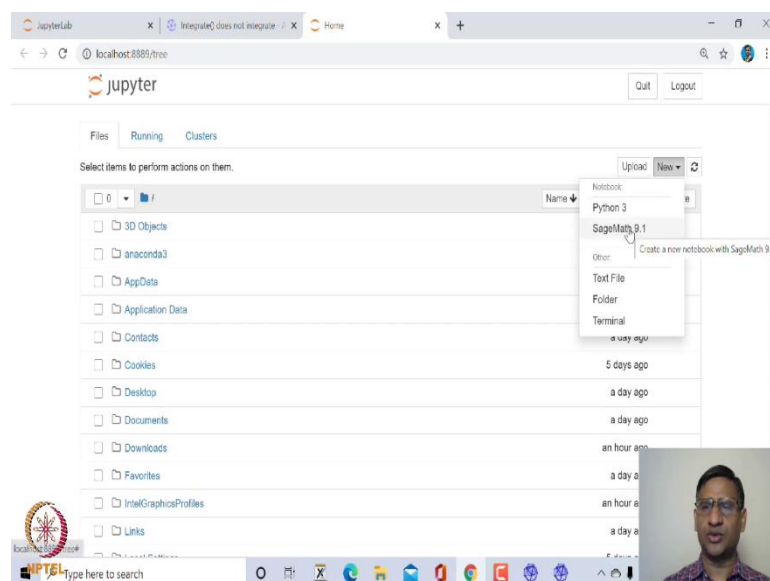 JupyterLab
Integrate() does not integrate - A
Home
localhost:8889/tree
jupyter
Quit
Logout
Files
Running
Clusters
Select items to perform actions on them.
Upload
New
0
/
Name
Notebook:
Python 3
SageMath 9.1
Create a new notebook with SageMath 9.
Other:
Text File
Folder
Terminal
3D Objects
anaconda3
AppData
Application Data
Contacts
a day ago
Cookies
5 days ago
Desktop
a day ago
Documents
a day ago
Downloads
an hour ago
Favorites
a day a
IntelGraphicsProfiles
an hour a
Links
a day a
NPTEL
Type here to search